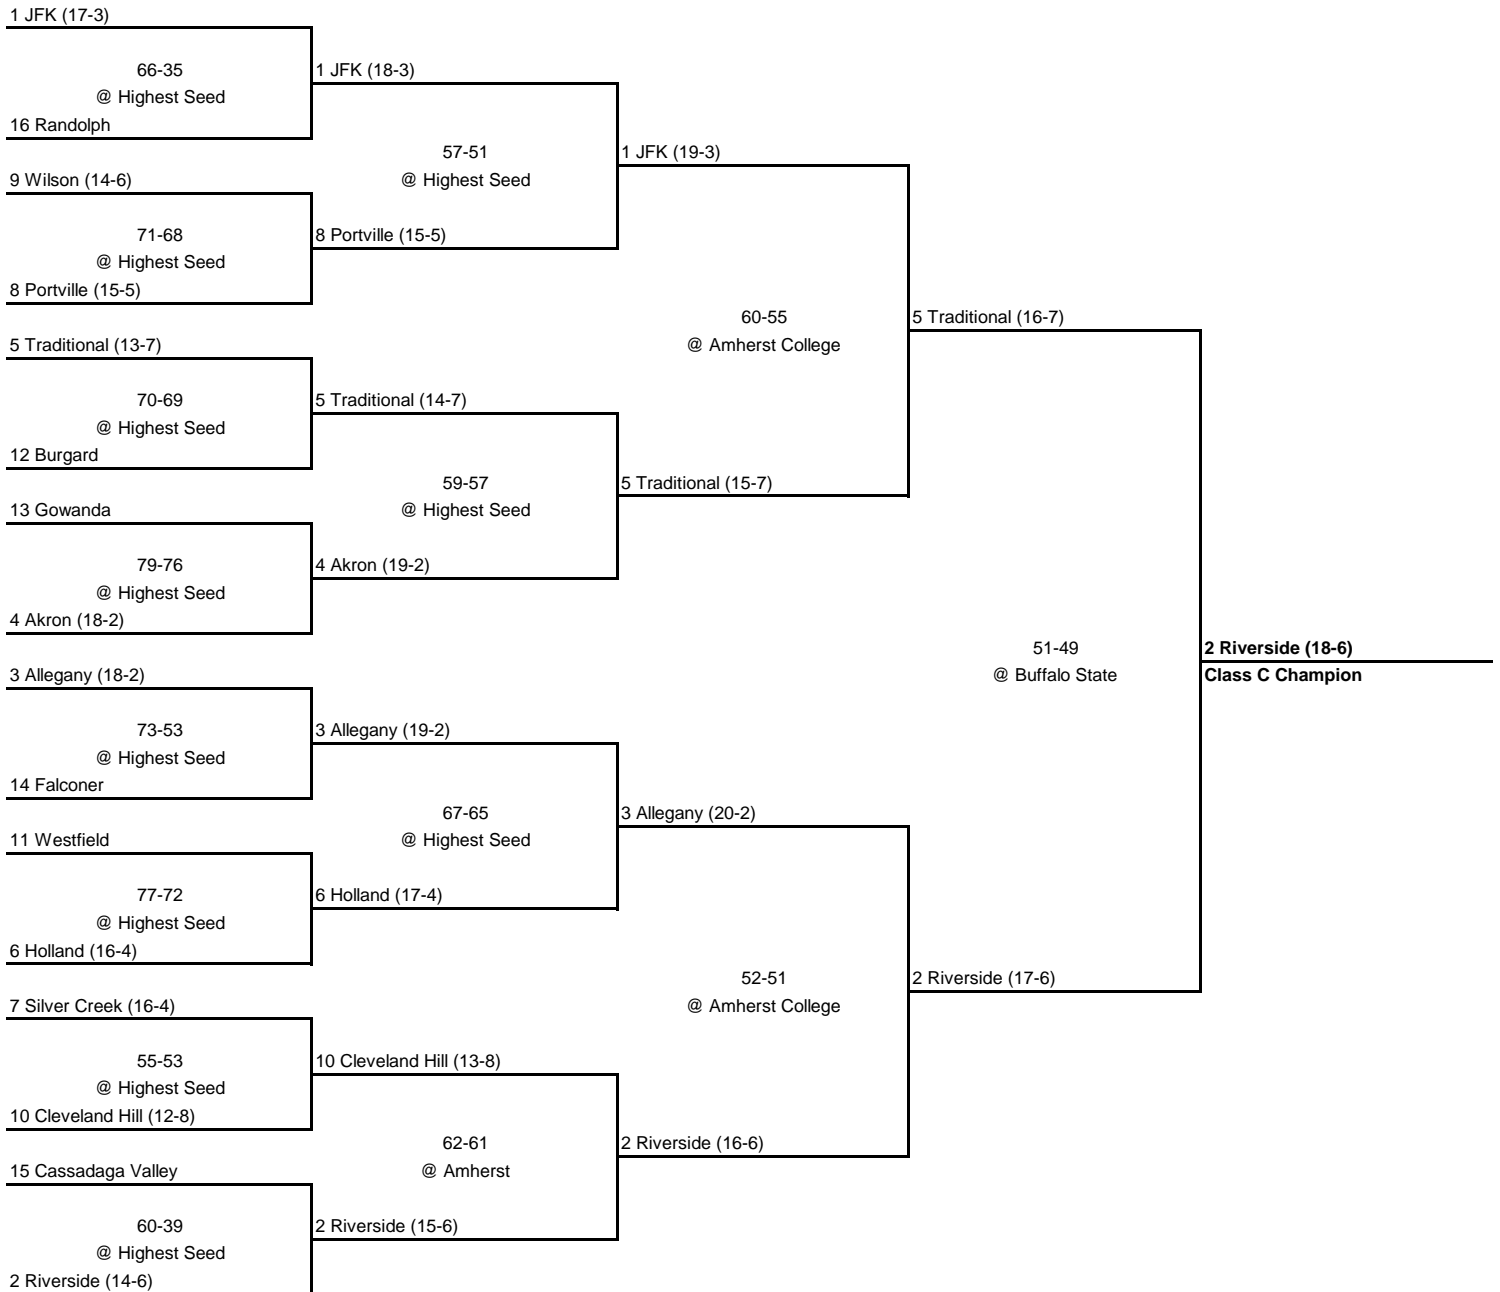 1 JFK (17-3)
66-35
@ Highest Seed
16 Randolph
9 Wilson (14-6)
71-68
@ Highest Seed
8 Portville (15-5)
5 Traditional (13-7)
70-69
@ Highest Seed
12 Burgard
13 Gowanda
79-76
@ Highest Seed
4 Akron (18-2)
3 Allegany (18-2)
73-53
@ Highest Seed
14 Falconer
11 Westfield
77-72
@ Highest Seed
6 Holland (16-4)
7 Silver Creek (16-4)
55-53
@ Highest Seed
10 Cleveland Hill (12-8)
15 Cassadaga Valley
60-39
@ Highest Seed
2 Riverside (14-6)
1 JFK (18-3)
57-51
@ Highest Seed
8 Portville (15-5)
5 Traditional (14-7)
59-57
@ Highest Seed
4 Akron (19-2)
3 Allegany (19-2)
67-65
@ Highest Seed
6 Holland (17-4)
10 Cleveland Hill (13-8)
62-61
@ Amherst
2 Riverside (15-6)
1 JFK (19-3)
60-55
@ Amherst College
5 Traditional (15-7)
3 Allegany (20-2)
52-51
@ Amherst College
2 Riverside (16-6)
5 Traditional (16-7)
51-49
@ Buffalo State
2 Riverside (17-6)
2 Riverside (18-6)
Class C Champion